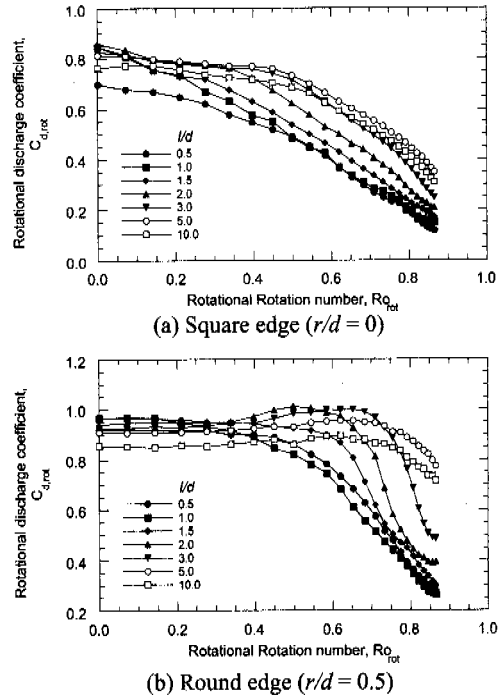 Rotational discharge coefficient,
C_d,rot
1.0
0.8
0.6
0.4
0.2
0.0
l/d
0.5
1.0
1.5
2.0
3.0
5.0
10.0
0.0 0.2 0.4 0.6 0.8 1.0
Rotational Rotation number, Ro_rot
(a) Square edge (r/d = 0)
Rotational discharge coefficient,
C_d,rot
1.2
1.0
0.8
0.6
0.4
0.2
l/d
0.5
1.0
1.5
2.0
3.0
5.0
10.0
0.0 0.2 0.4 0.6 0.8 1.0
Rotational Rotation number, Ro_rot
(b) Round edge (r/d = 0.5)